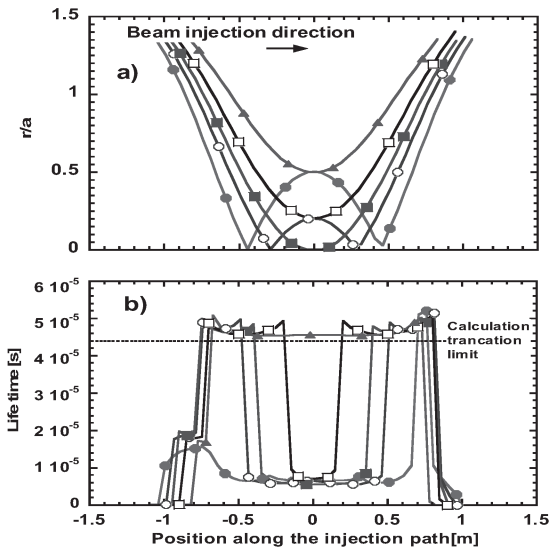 1.5
Beam injection direction
a)
1
r/a
0.5
0
6 10-5
b)
5 10-5
Calculation
trancation
limit
4 10-5
Life time[s]
3 10-5
2 10-5
1 10-5
0
-1.5 -1 -0.5 0 0.5 1 1.5
Position along the injection path[m]